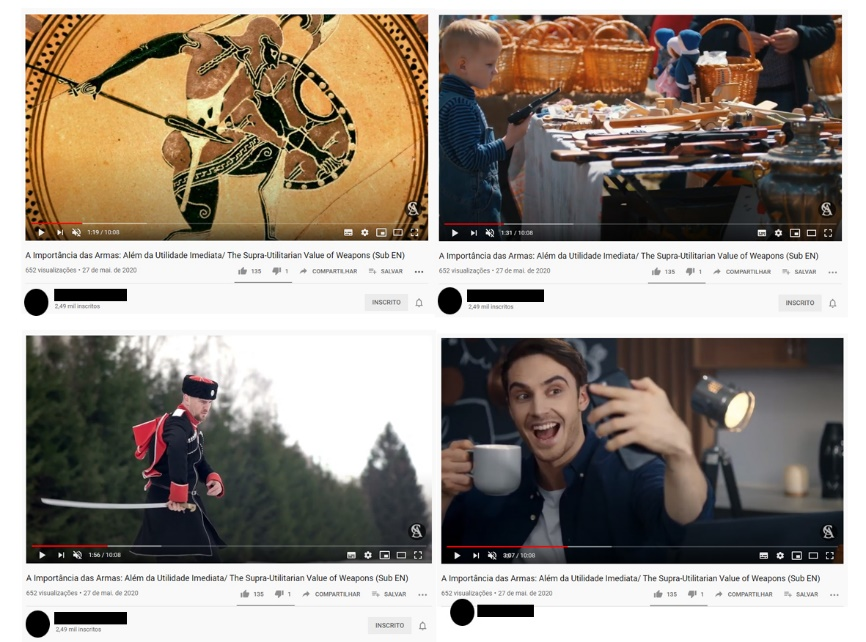 1:19 / 10:00
A Importância das Armas: Além da Utilidade Imediata/ The Supra-Utilitarian Value of Weapons (Sub EN)
652 visualizações • 27 de mai. de 2020 135 1 COMPARTILHAR SALVAR
2,49 mil inscritos
INSCRITO
1:31 / 10:08
A Importância das Armas: Além da Utilidade Imediata/ The Supra-Utilitarian Value of Weapons (Sub EN)
652 visualizações • 27 de mai. de 2020 135 1 COMPARTILHAR SALVAR
2,49 mil inscritos
INSCRITO
1:56 / 10:08
A Importância das Armas: Além da Utilidade Imediata/ The Supra-Utilitarian Value of Weapons (Sub EN)
652 visualizações • 27 de mai. de 2020 135 1 COMPARTILHAR SALVAR
2,49 mil inscritos
INSCRITO
3:07 / 10:08
A Importância das Armas: Além da Utilidade Imediata/ The Supra-Utilitarian Value of Weapons (Sub EN)
652 visualizações • 27 de mai. de 2020 135 1 COMPARTILHAR SALVAR